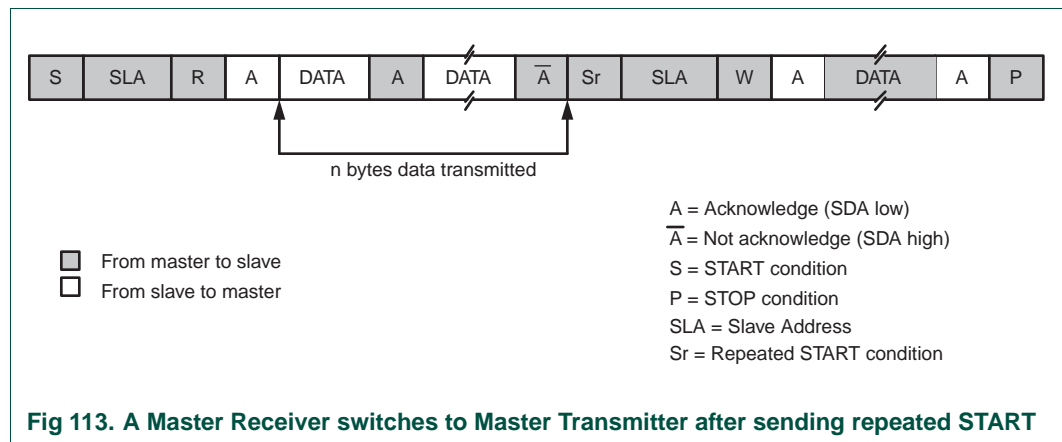 S SLA R A DATA A DATA A̅ Sr SLA W A DATA A P
n bytes data transmitted
From master to slave
From slave to master
A = Acknowledge (SDA low)
A̅ = Not acknowledge (SDA high)
S = START condition
P = STOP condition
SLA = Slave Address
Sr = Repeated START condition
Fig 113. A Master Receiver switches to Master Transmitter after sending repeated START